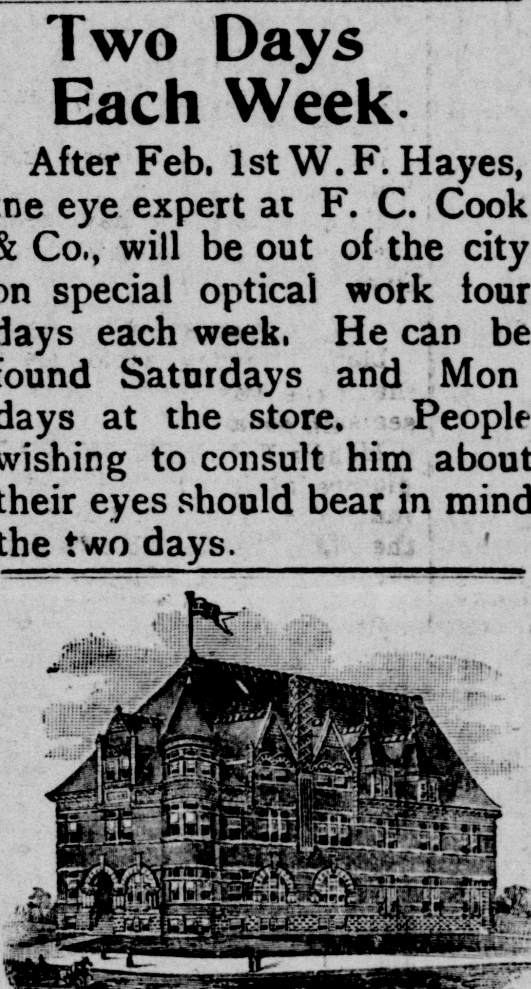 Two Days
Each Week.
After Feb. 1st W. F. Hayes,
the eye expert at F. C. Cook
& Co., will be out of the city
on special optical work four
days each week. He can be
found Saturdays and Mon
days at the store. People
wishing to consult him about
their eyes should bear in mind
the two days.